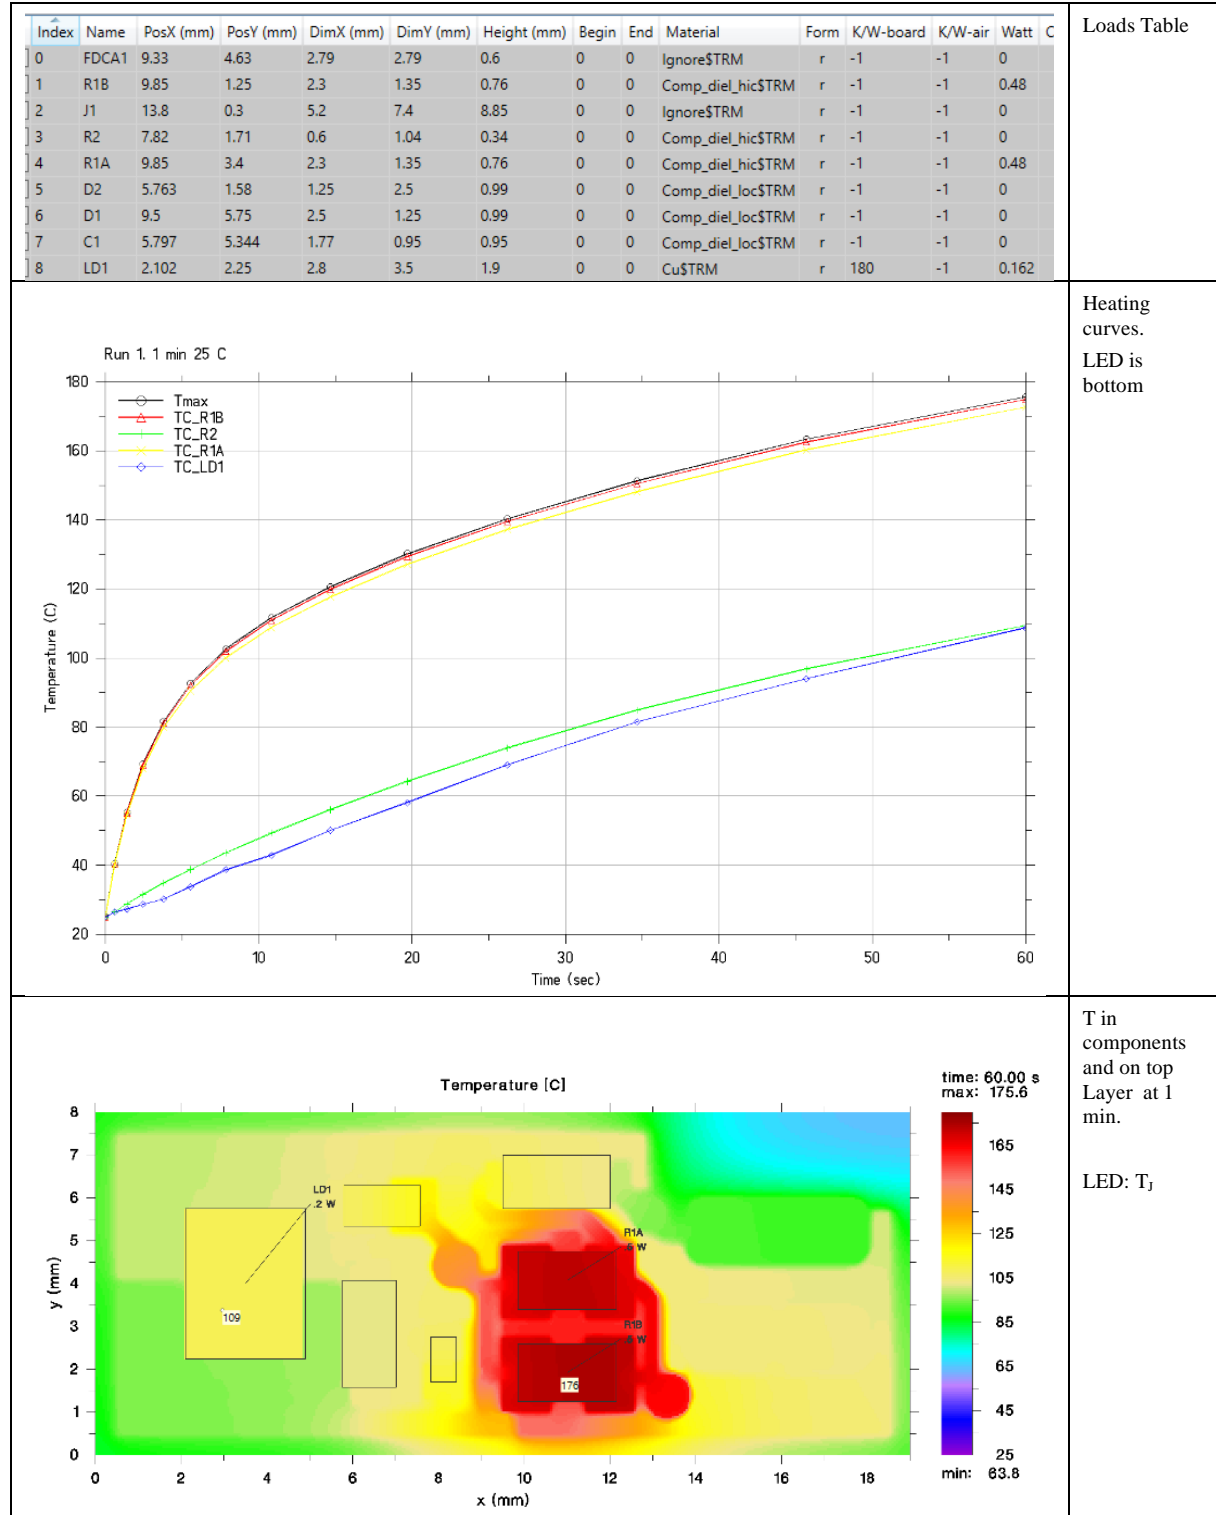 Index Name PosX (mm) PosY (mm) DimX (mm) DimY (mm) Height (mm) Begin End Material Form K/W-board K/W-air Watt C
0 FDCA1 9.33 4.63 2.79 2.79 0.6 0 0 Ignore$TRM r -1 -1 0
1 R1B 9.85 1.25 2.3 1.35 0.76 0 0 Comp_diel_hic$TRM r -1 -1 0.48
2 J1 13.8 0.3 5.2 7.4 8.85 0 0 Ignore$TRM r -1 -1 0
3 R2 7.82 1.71 0.6 1.04 0.34 0 0 Comp_diel_hic$TRM r -1 -1 0
4 R1A 9.85 3.4 2.3 1.35 0.76 0 0 Comp_diel_hic$TRM r -1 -1 0.48
5 D2 5.763 1.58 1.25 2.5 0.99 0 0 Comp_diel_loc$TRM r -1 -1 0
6 D1 9.5 5.75 2.5 1.25 0.99 0 0 Comp_diel_loc$TRM r -1 -1 0
7 C1 5.797 5.344 1.77 0.95 0.95 0 0 Comp_diel_loc$TRM r -1 -1 0
8 LD1 2.102 2.25 2.8 3.5 1.9 0 0 Cu$TRM r 180 -1 0.162
Loads Table
Run 1. 1 min 25 C
180
160
140
120
100
80
60
40
20
Temperature (C)
Tmax
TC_R1B
TC_R2
TC_R1A
TC_LD1
0 10 20 30 40 50 60
Time (sec)
Heating
curves.
LED is
bottom
Temperature [C]
time: 60.00 s
max: 175.6
8
7
6
5
4
3
2
1
0
y (mm)
LD1
.2 W
109
R1A
.5 W
R1B
.5 W
176
0 2 4 6 8 10 12 14 16 18
x (mm)
165
145
125
105
85
65
45
25
min: 63.8
T in
components
and on top
Layer at 1
min.
LED: TJ